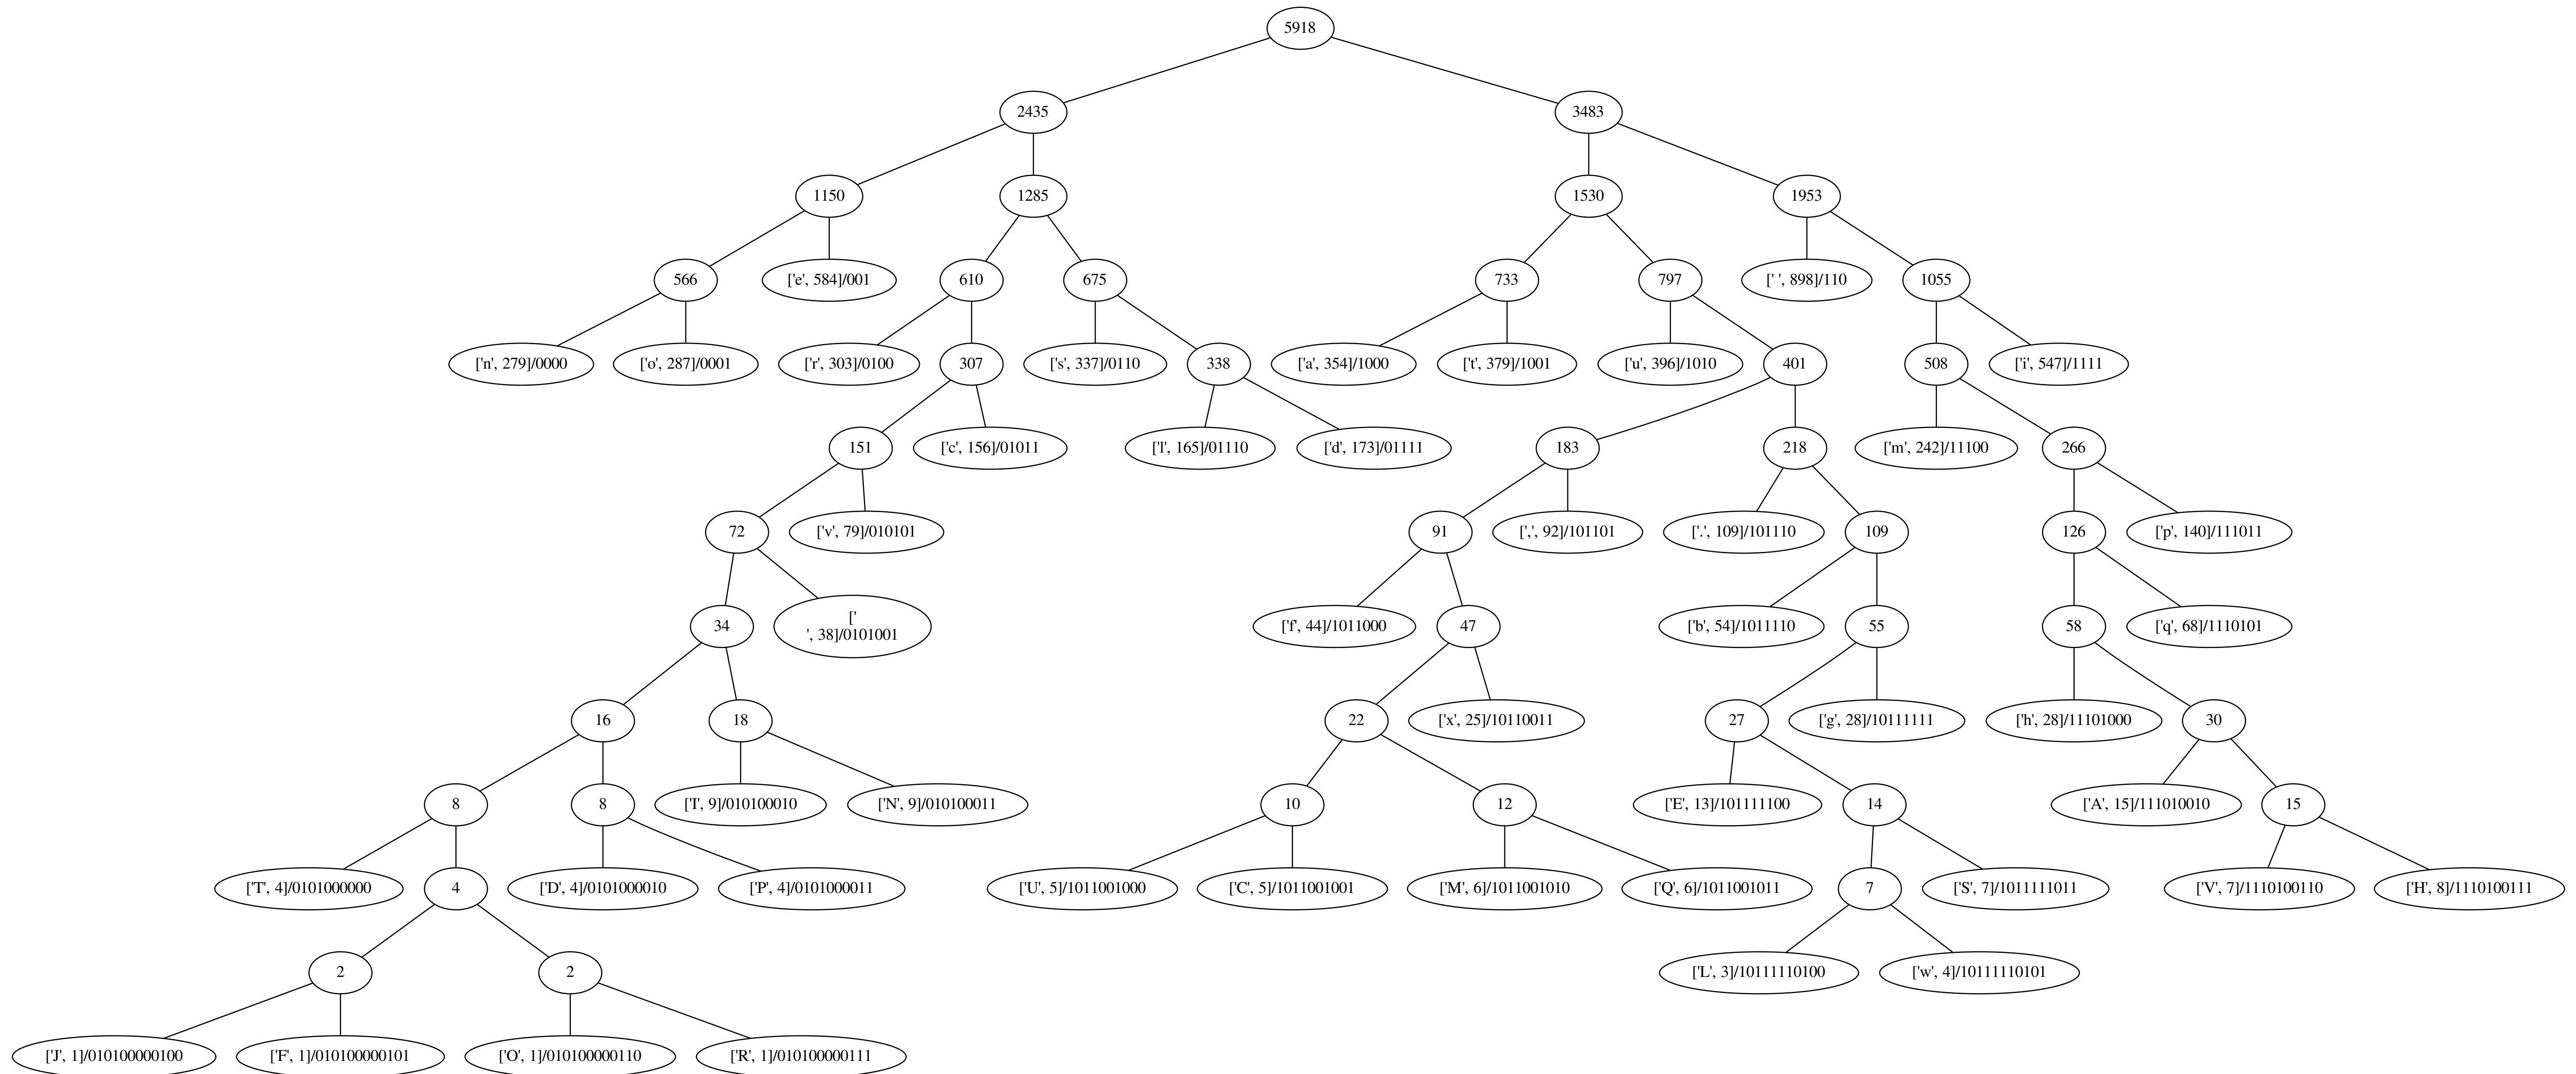 5918
2435
3483
1150
1285
1530
1953
566
['e', 584]/001
610
675
733
797
[' ', 898]/110
1055
['n', 279]/0000
['o', 287]/0001
['r', 303]/0100
307
['s', 337]/0110
338
['a', 354]/1000
['t', 379]/1001
['u', 396]/1010
401
508
['i', 547]/1111
151
['c', 156]/01011
['l', 165]/01110
['d', 173]/01111
183
218
['m', 242]/11100
266
72
['v', 79]/010101
91
[',', 92]/101101
['.', 109]/101110
109
126
['p', 140]/111011
34
['
', 38]/0101001
['f', 44]/1011000
47
['b', 54]/1011110
55
58
['q', 68]/1110101
16
18
22
['x', 25]/10110011
27
['g', 28]/10111111
['h', 28]/11101000
30
8
8
['I', 9]/010100010
['N', 9]/010100011
10
12
['E', 13]/101111100
14
['A', 15]/111010010
15
['T', 4]/0101000000
4
['D', 4]/0101000010
['P', 4]/0101000011
['U', 5]/1011001000
['C', 5]/1011001001
['M', 6]/1011001010
['Q', 6]/1011001011
7
['S', 7]/1011111011
['V', 7]/1110100110
['H', 8]/1110100111
2
2
['L', 3]/10111110100
['w', 4]/10111110101
['J', 1]/010100000100
['F', 1]/010100000101
['O', 1]/010100000110
['R', 1]/010100000111